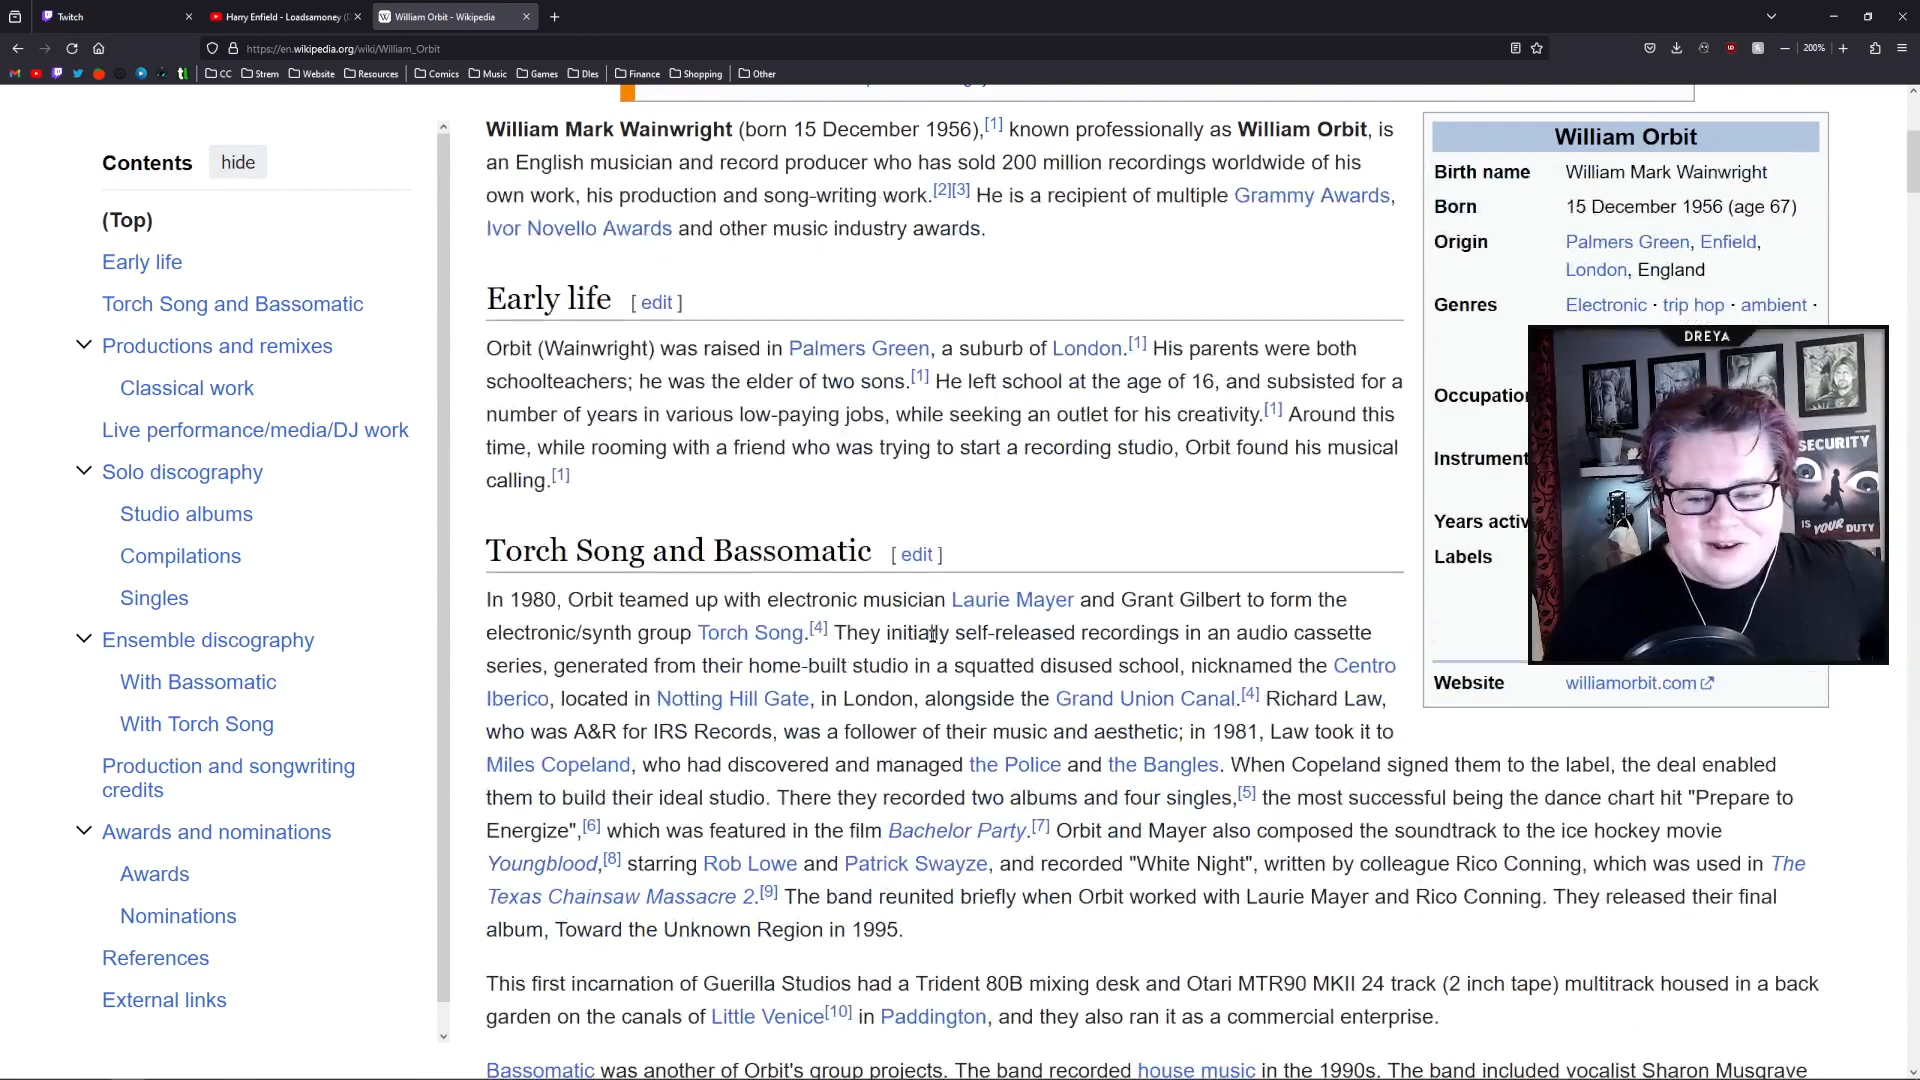 Twitch
Harry Enfield - Loadsamoney (
William Orbit - Wikipedia
https://en.wikipedia.org/wiki/William_Orbit
200%
CC
Strem
Website
Resources
Comics
Music
Games
Dles
Finance
Shopping
Other
Contents
hide
(Top)
Early life
Torch Song and Bassomatic
Productions and remixes
Classical work
Live performance/media/DJ work
Solo discography
Studio albums
Compilations
Singles
Ensemble discography
With Bassomatic
With Torch Song
Production and songwriting
credits
Awards and nominations
Awards
Nominations
References
External links
William Mark Wainwright (born 15 December 1956),[1] known professionally as William Orbit, is
an English musician and record producer who has sold 200 million recordings worldwide of his
own work, his production and song-writing work.[2][3] He is a recipient of multiple Grammy Awards,
Ivor Novello Awards and other music industry awards.
Early life [ edit ]
Orbit (Wainwright) was raised in Palmers Green, a suburb of London.[1] His parents were both
schoolteachers; he was the elder of two sons.[1] He left school at the age of 16, and subsisted for a
number of years in various low-paying jobs, while seeking an outlet for his creativity.[1] Around this
time, while rooming with a friend who was trying to start a recording studio, Orbit found his musical
calling.[1]
Torch Song and Bassomatic [ edit ]
In 1980, Orbit teamed up with electronic musician Laurie Mayer and Grant Gilbert to form the
electronic/synth group Torch Song.[4] They initially self-released recordings in an audio cassette
series, generated from their home-built studio in a squatted disused school, nicknamed the Centro
Iberico, located in Notting Hill Gate, in London, alongside the Grand Union Canal.[4] Richard Law,
who was A&R for IRS Records, was a follower of their music and aesthetic; in 1981, Law took it to
Miles Copeland, who had discovered and managed the Police and the Bangles. When Copeland signed them to the label, the deal enabled
them to build their ideal studio. There they recorded two albums and four singles,[5] the most successful being the dance chart hit "Prepare to
Energize",[6] which was featured in the film Bachelor Party.[7] Orbit and Mayer also composed the soundtrack to the ice hockey movie
Youngblood,[8] starring Rob Lowe and Patrick Swayze, and recorded "White Night", written by colleague Rico Conning, which was used in The
Texas Chainsaw Massacre 2.[9] The band reunited briefly when Orbit worked with Laurie Mayer and Rico Conning. They released their final
album, Toward the Unknown Region in 1995.
This first incarnation of Guerilla Studios had a Trident 80B mixing desk and Otari MTR90 MKII 24 track (2 inch tape) multitrack housed in a back
garden on the canals of Little Venice[10] in Paddington, and they also ran it as a commercial enterprise.
Bassomatic was another of Orbit's group projects. The band recorded house music in the 1990s. The band included vocalist Sharon Musgrave
William Orbit
Birth name William Mark Wainwright
Born 15 December 1956 (age 67)
Origin Palmers Green, Enfield,
London, England
Genres Electronic · trip hop · ambient ·
Occupatio
Instrument
Years activ
Labels
Website williamorbit.com
DREYA
SECURITY
IS YOUR DUTY